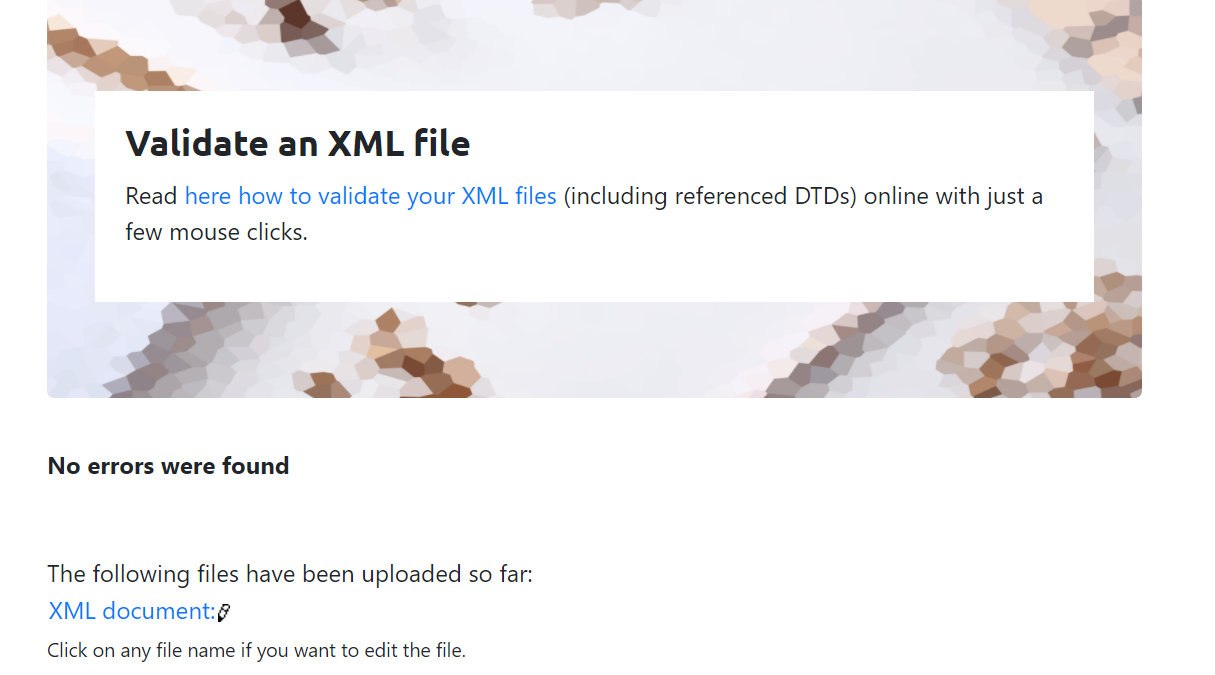 Validate an XML file
Read here how to validate your XML files (including referenced DTDs) online with just a
few mouse clicks.
No errors were found
The following files have been uploaded so far:
XML document:
Click on any file name if you want to edit the file.